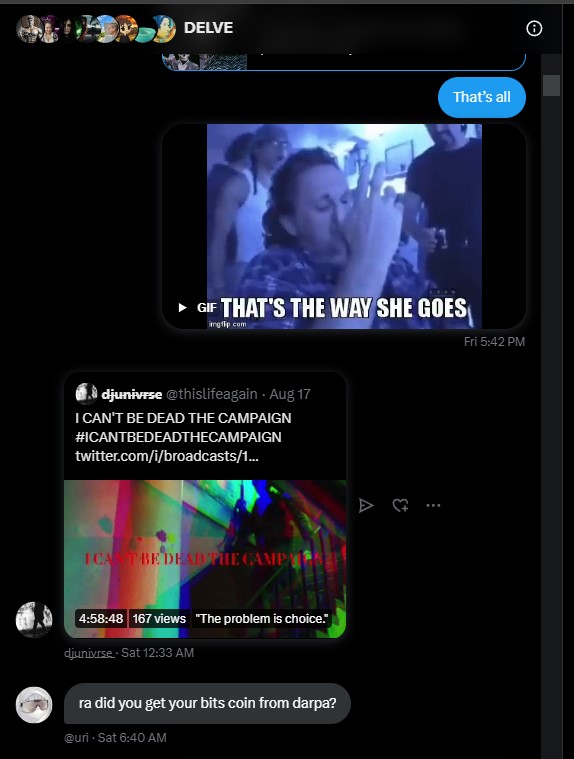 DELVE
That's all
GIF THAT'S THE WAY SHE GOES
imgflip.com
Fri 5:42 PM
djunivrse @thislifeagain · Aug 17
I CAN'T BE DEAD THE CAMPAIGN
#ICANTBEDEADTHECAMPAIGN
twitter.com/i/broadcasts/1...
I CAN'T BE DEAD THE CAMPAIGN
4:58:48 167 views "The problem is choice."
djunivrse · Sat 12:33 AM
ra did you get your bits coin from darpa?
@uri · Sat 6:40 AM